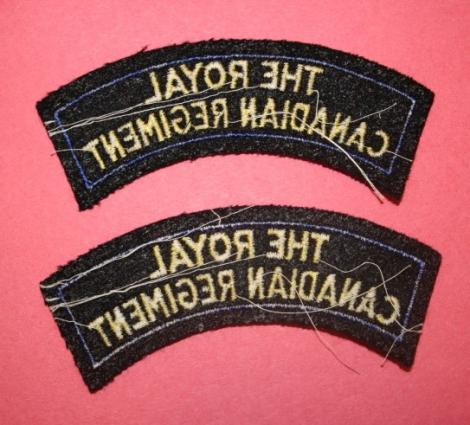 THE ROYAL
CANADIAN REGIMENT
THE ROYAL
CANADIAN REGIMENT